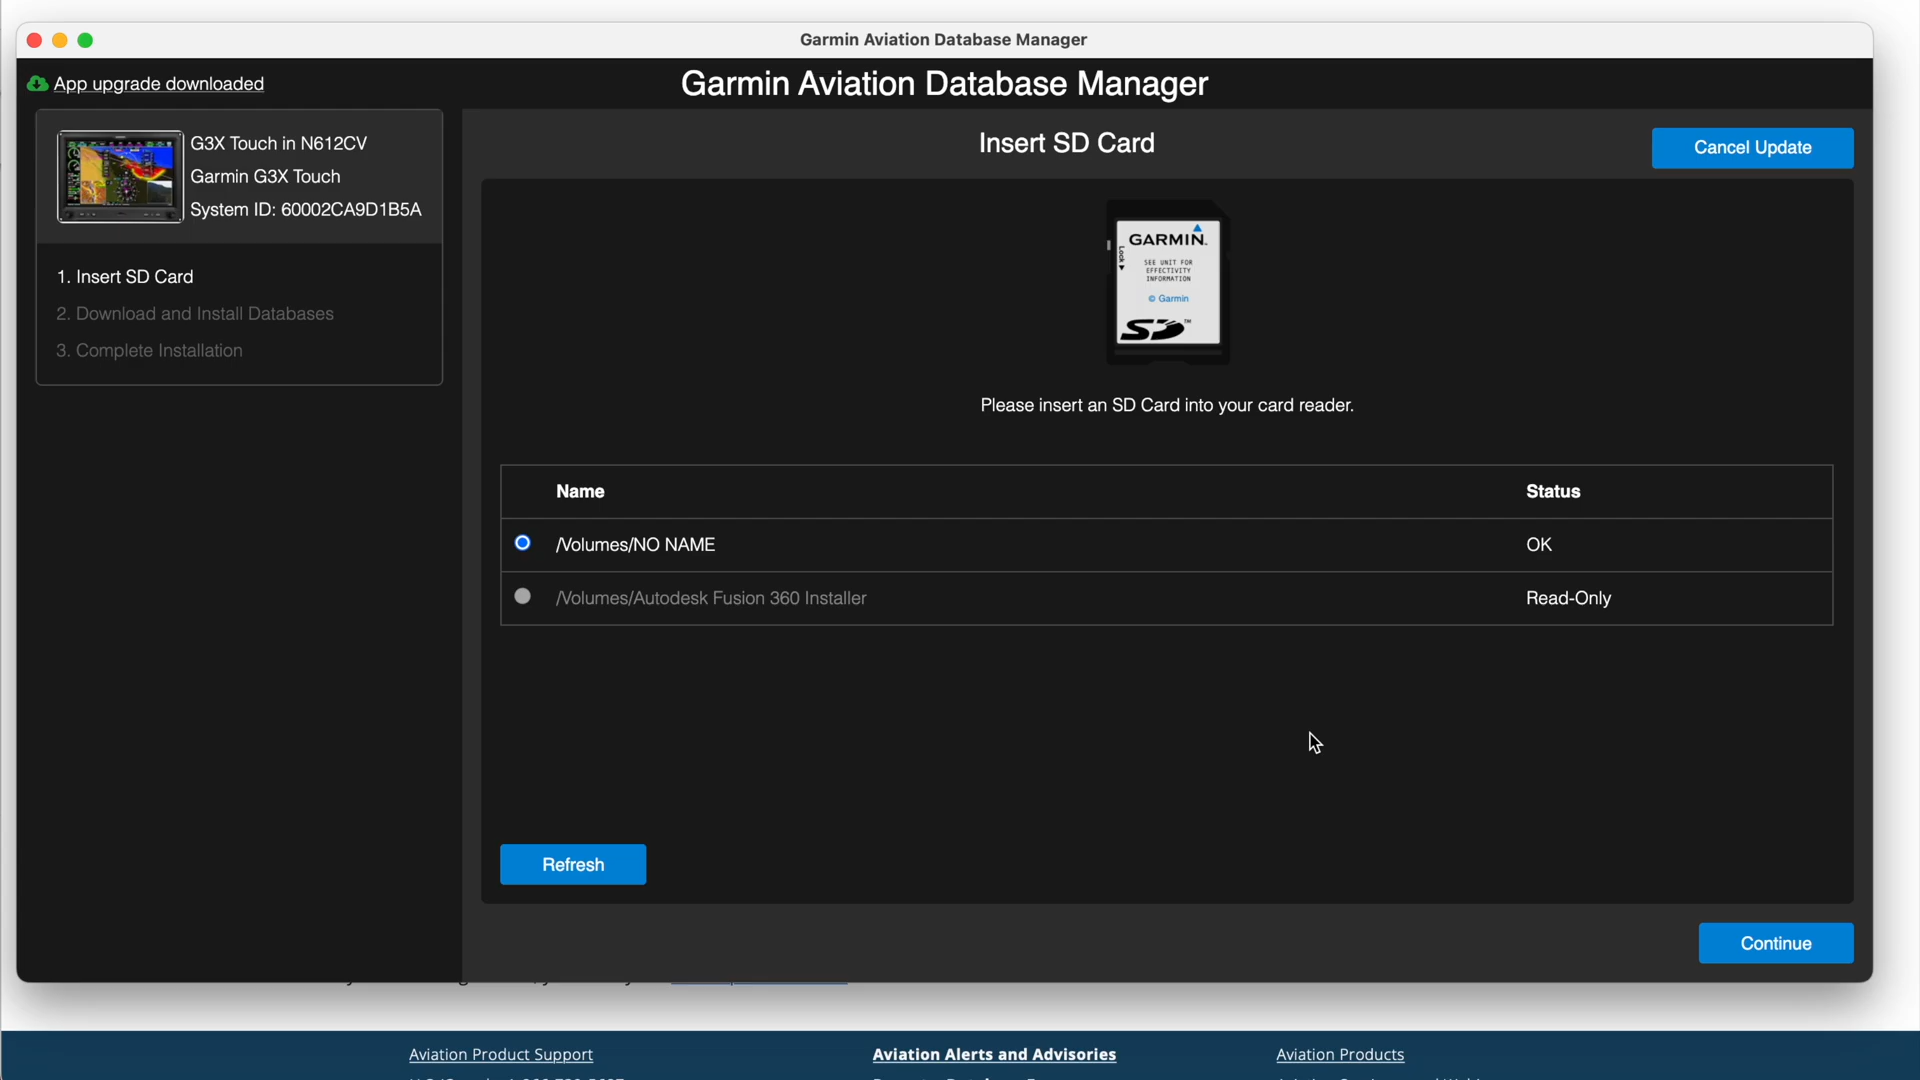 Garmin Aviation Database Manager
App upgrade downloaded
Garmin Aviation Database Manager
G3X Touch in N612CV
Garmin G3X Touch
System ID: 60002CA9D1B5A
1. Insert SD Card
2. Download and Install Databases
3. Complete Installation
Insert SD Card
Cancel Update
GARMIN
Lock
SEE UNIT FOR
EFFECTIVITY
INFORMATION
© Garmin
SD™
Please insert an SD Card into your card reader.
Name Status
/Volumes/NO NAME OK
/Volumes/Autodesk Fusion 360 Installer Read-Only
Refresh
Continue
Aviation Product Support Aviation Alerts and Advisories Aviation Products